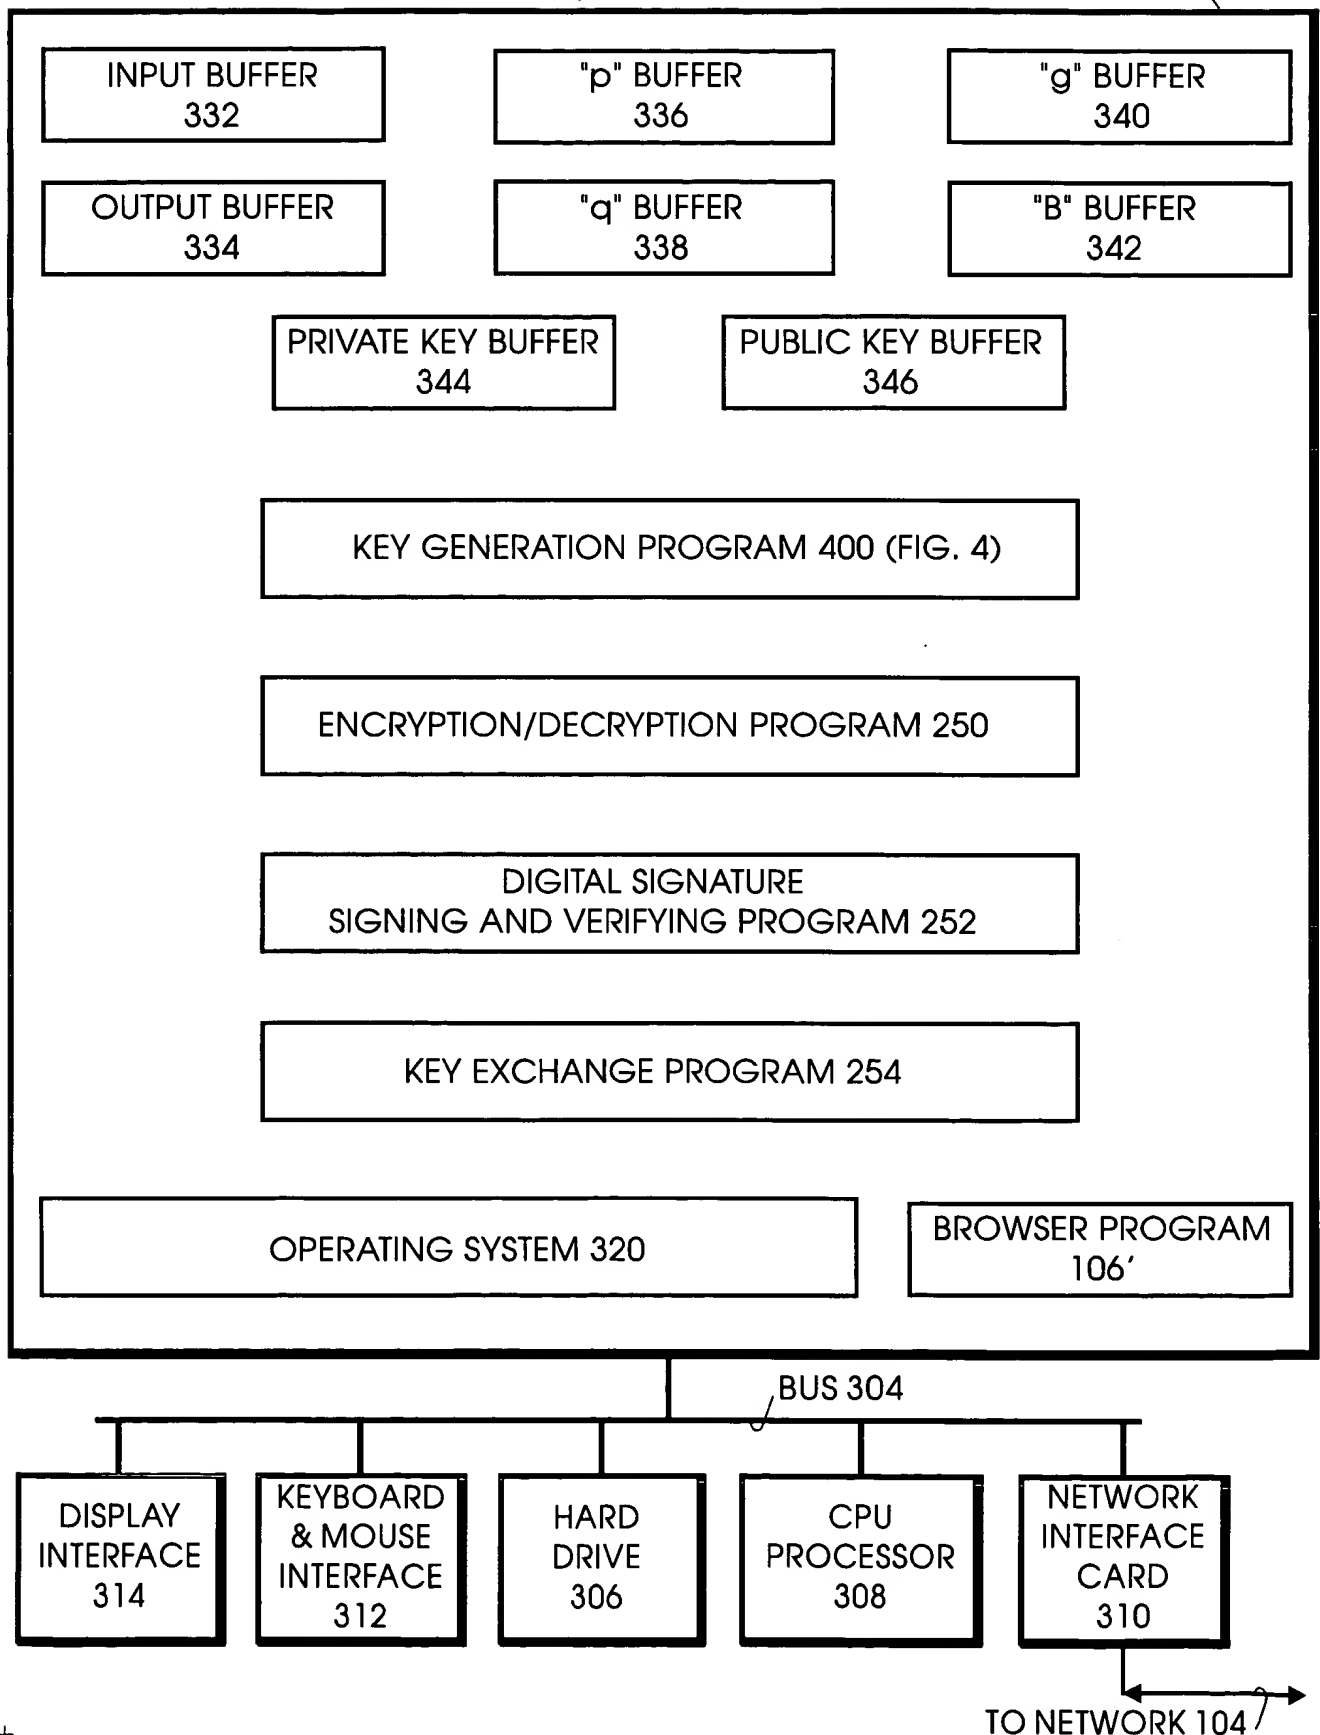 INPUT BUFFER
332
"p" BUFFER
336
"g" BUFFER
340
OUTPUT BUFFER
334
"q" BUFFER
338
"B" BUFFER
342
PRIVATE KEY BUFFER
344
PUBLIC KEY BUFFER
346
KEY GENERATION PROGRAM 400 (FIG. 4)
ENCRYPTION/DECRYPTION PROGRAM 250
DIGITAL SIGNATURE
SIGNING AND VERIFYING PROGRAM 252
KEY EXCHANGE PROGRAM 254
OPERATING SYSTEM 320
BROWSER PROGRAM
106'
BUS 304
DISPLAY
INTERFACE
314
KEYBOARD
& MOUSE
INTERFACE
312
HARD
DRIVE
306
CPU
PROCESSOR
308
NETWORK
INTERFACE
CARD
310
TO NETWORK 104